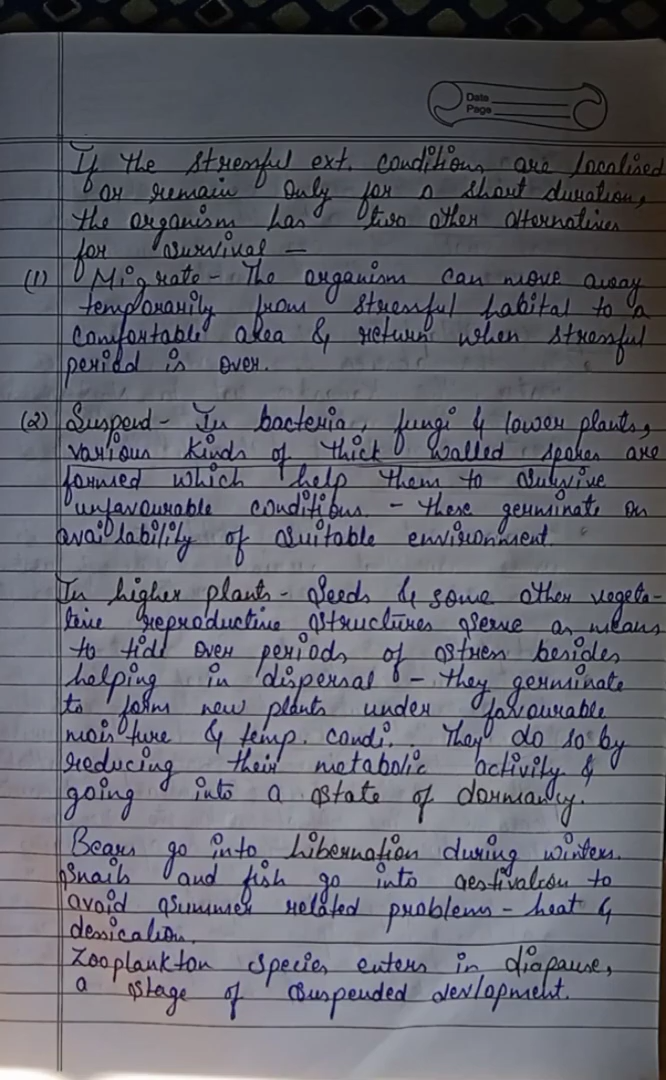 Date
Page
If the stressful ext. conditions are localised
or remain only for a short duration,
the organism has two other alternatives
for survival —
(1) Migrate - The organism can move away
temporarily from stressful habital to a
comfortable area & return when stressful
period is over.
(2) Suspend - In bacteria, fungi & lower plants,
various kinds of thick walled spores are
formed which help them to survive
unfavourable conditions. - these germinate on
availability of suitable environment.
In higher plants - Seeds & some other vegeta-
tive reproductive structures serve as means
to tide over periods of stress besides
helping in dispersal - they germinate
to form new plants under favourable
moisture & temp. condi. They do so by
reducing their metabolic activity &
going into a state of dormancy.
Bears go into hibernation during winters.
Snails and fish go into aestivation to
avoid summer related problems - heat &
dessication.
Zooplankton species enters in diapause,
a stage of suspended devlopment.